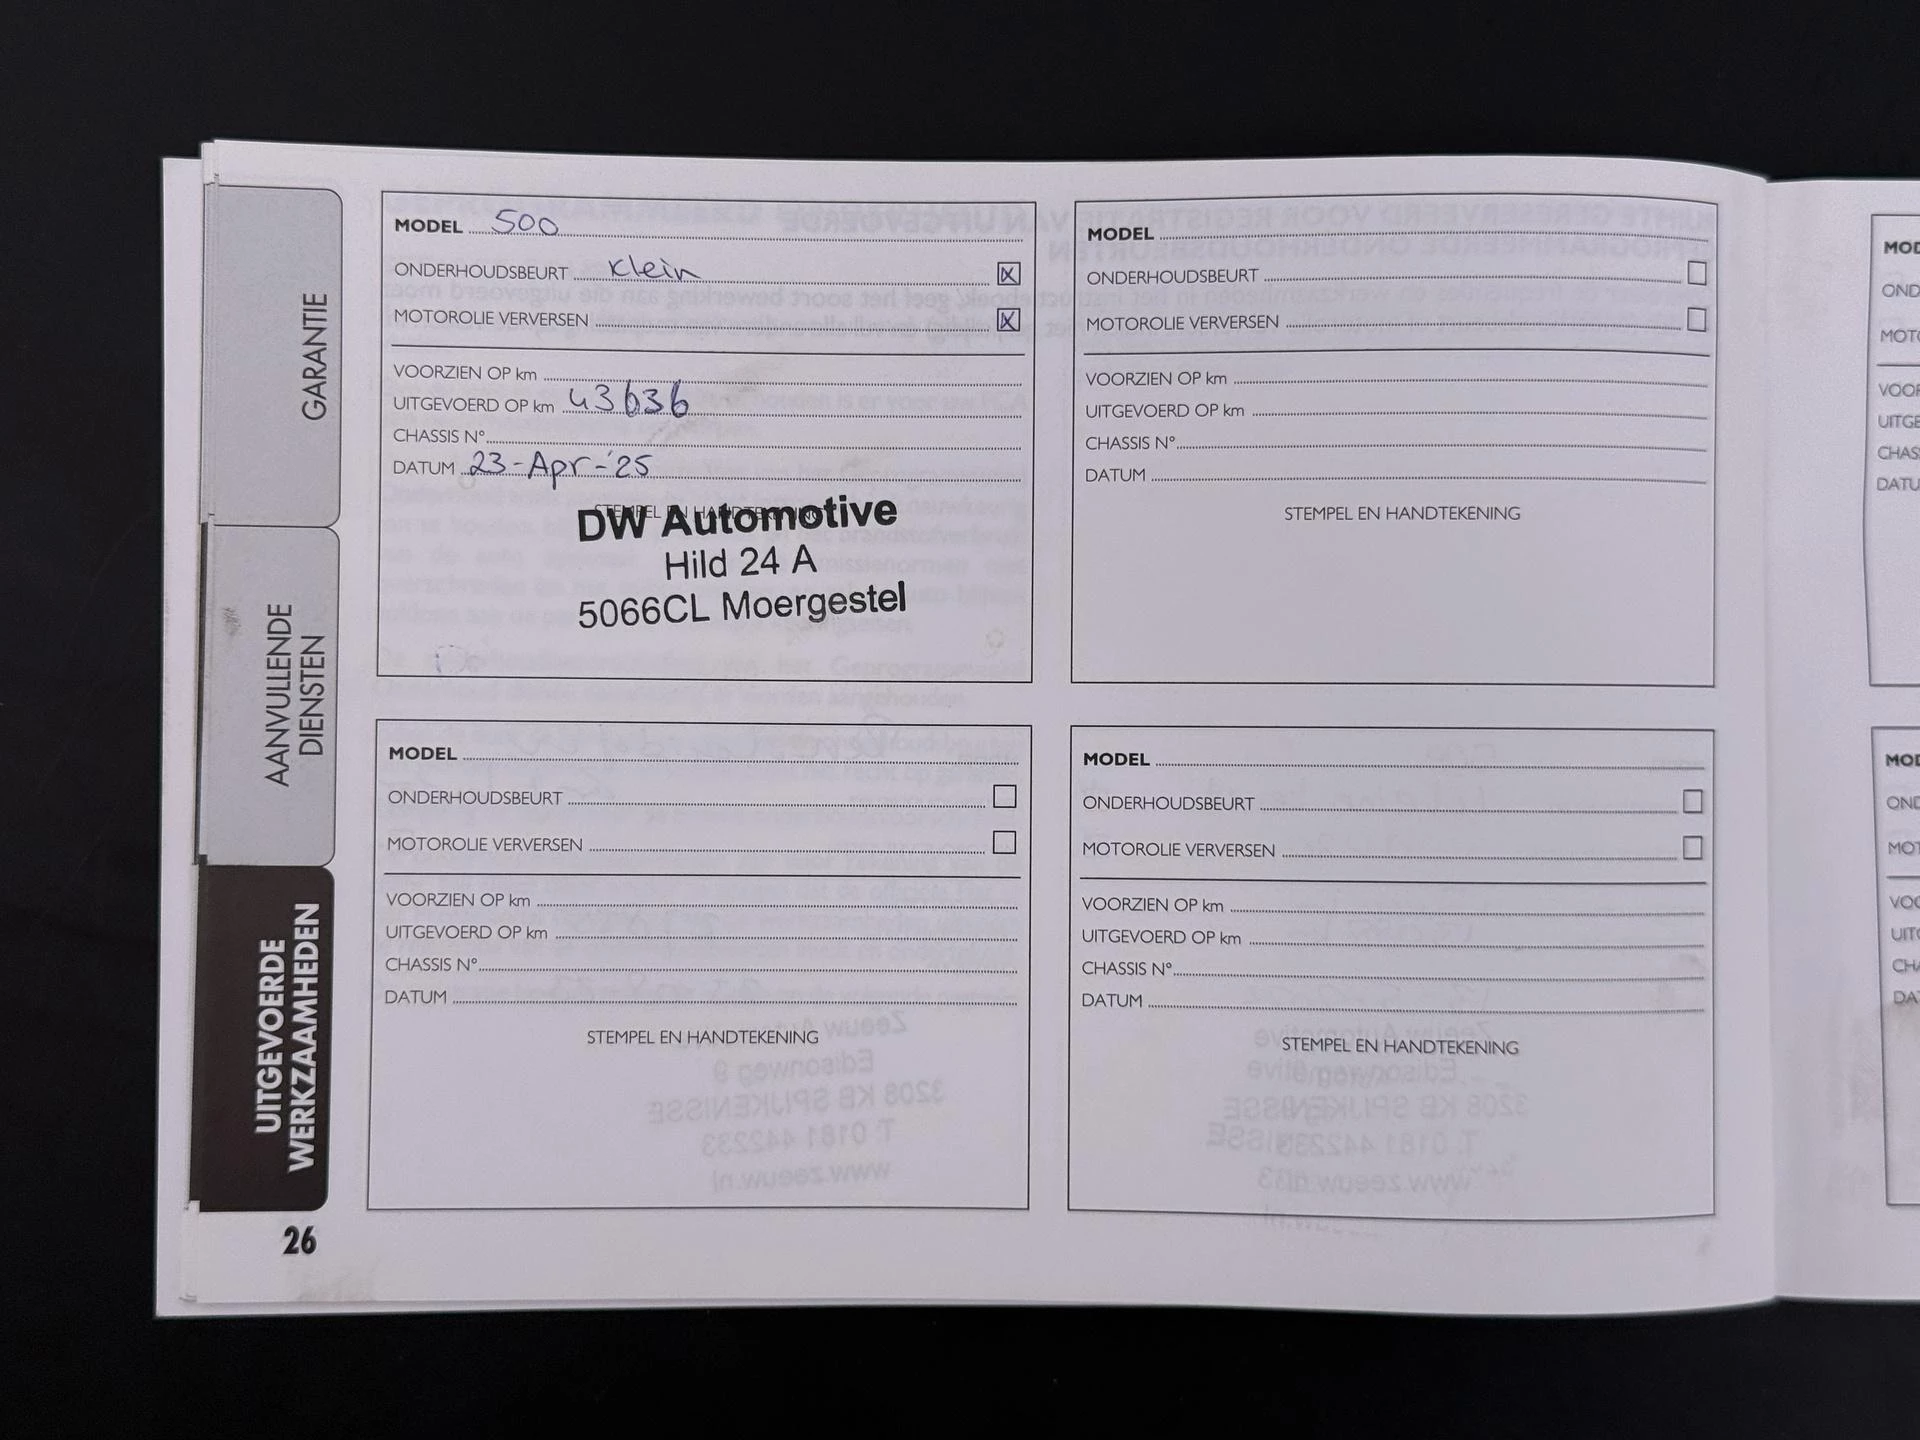 GARANTIE
AANVULLENDE
DIENSTEN
UITGEVOERDE
WERKZAAMHEDEN
26
MODEL 500
ONDERHOUDSBEURT klein X
MOTOROLIE VERVERSEN X
VOORZIEN OP km
UITGEVOERD OP km 43636
CHASSIS N°
DATUM 23-Apr-'25
STEMPEL EN HANDTEKENING
DW Automotive
Hild 24 A
5066CL Moergestel
MODEL
ONDERHOUDSBEURT
MOTOROLIE VERVERSEN
VOORZIEN OP km
UITGEVOERD OP km
CHASSIS N°
DATUM
STEMPEL EN HANDTEKENING
MODEL
ONDERHOUDSBEURT
MOTOROLIE VERVERSEN
VOORZIEN OP km
UITGEVOERD OP km
CHASSIS N°
DATUM
STEMPEL EN HANDTEKENING
MODEL
ONDERHOUDSBEURT
MOTOROLIE VERVERSEN
VOORZIEN OP km
UITGEVOERD OP km
CHASSIS N°
DATUM
STEMPEL EN HANDTEKENING